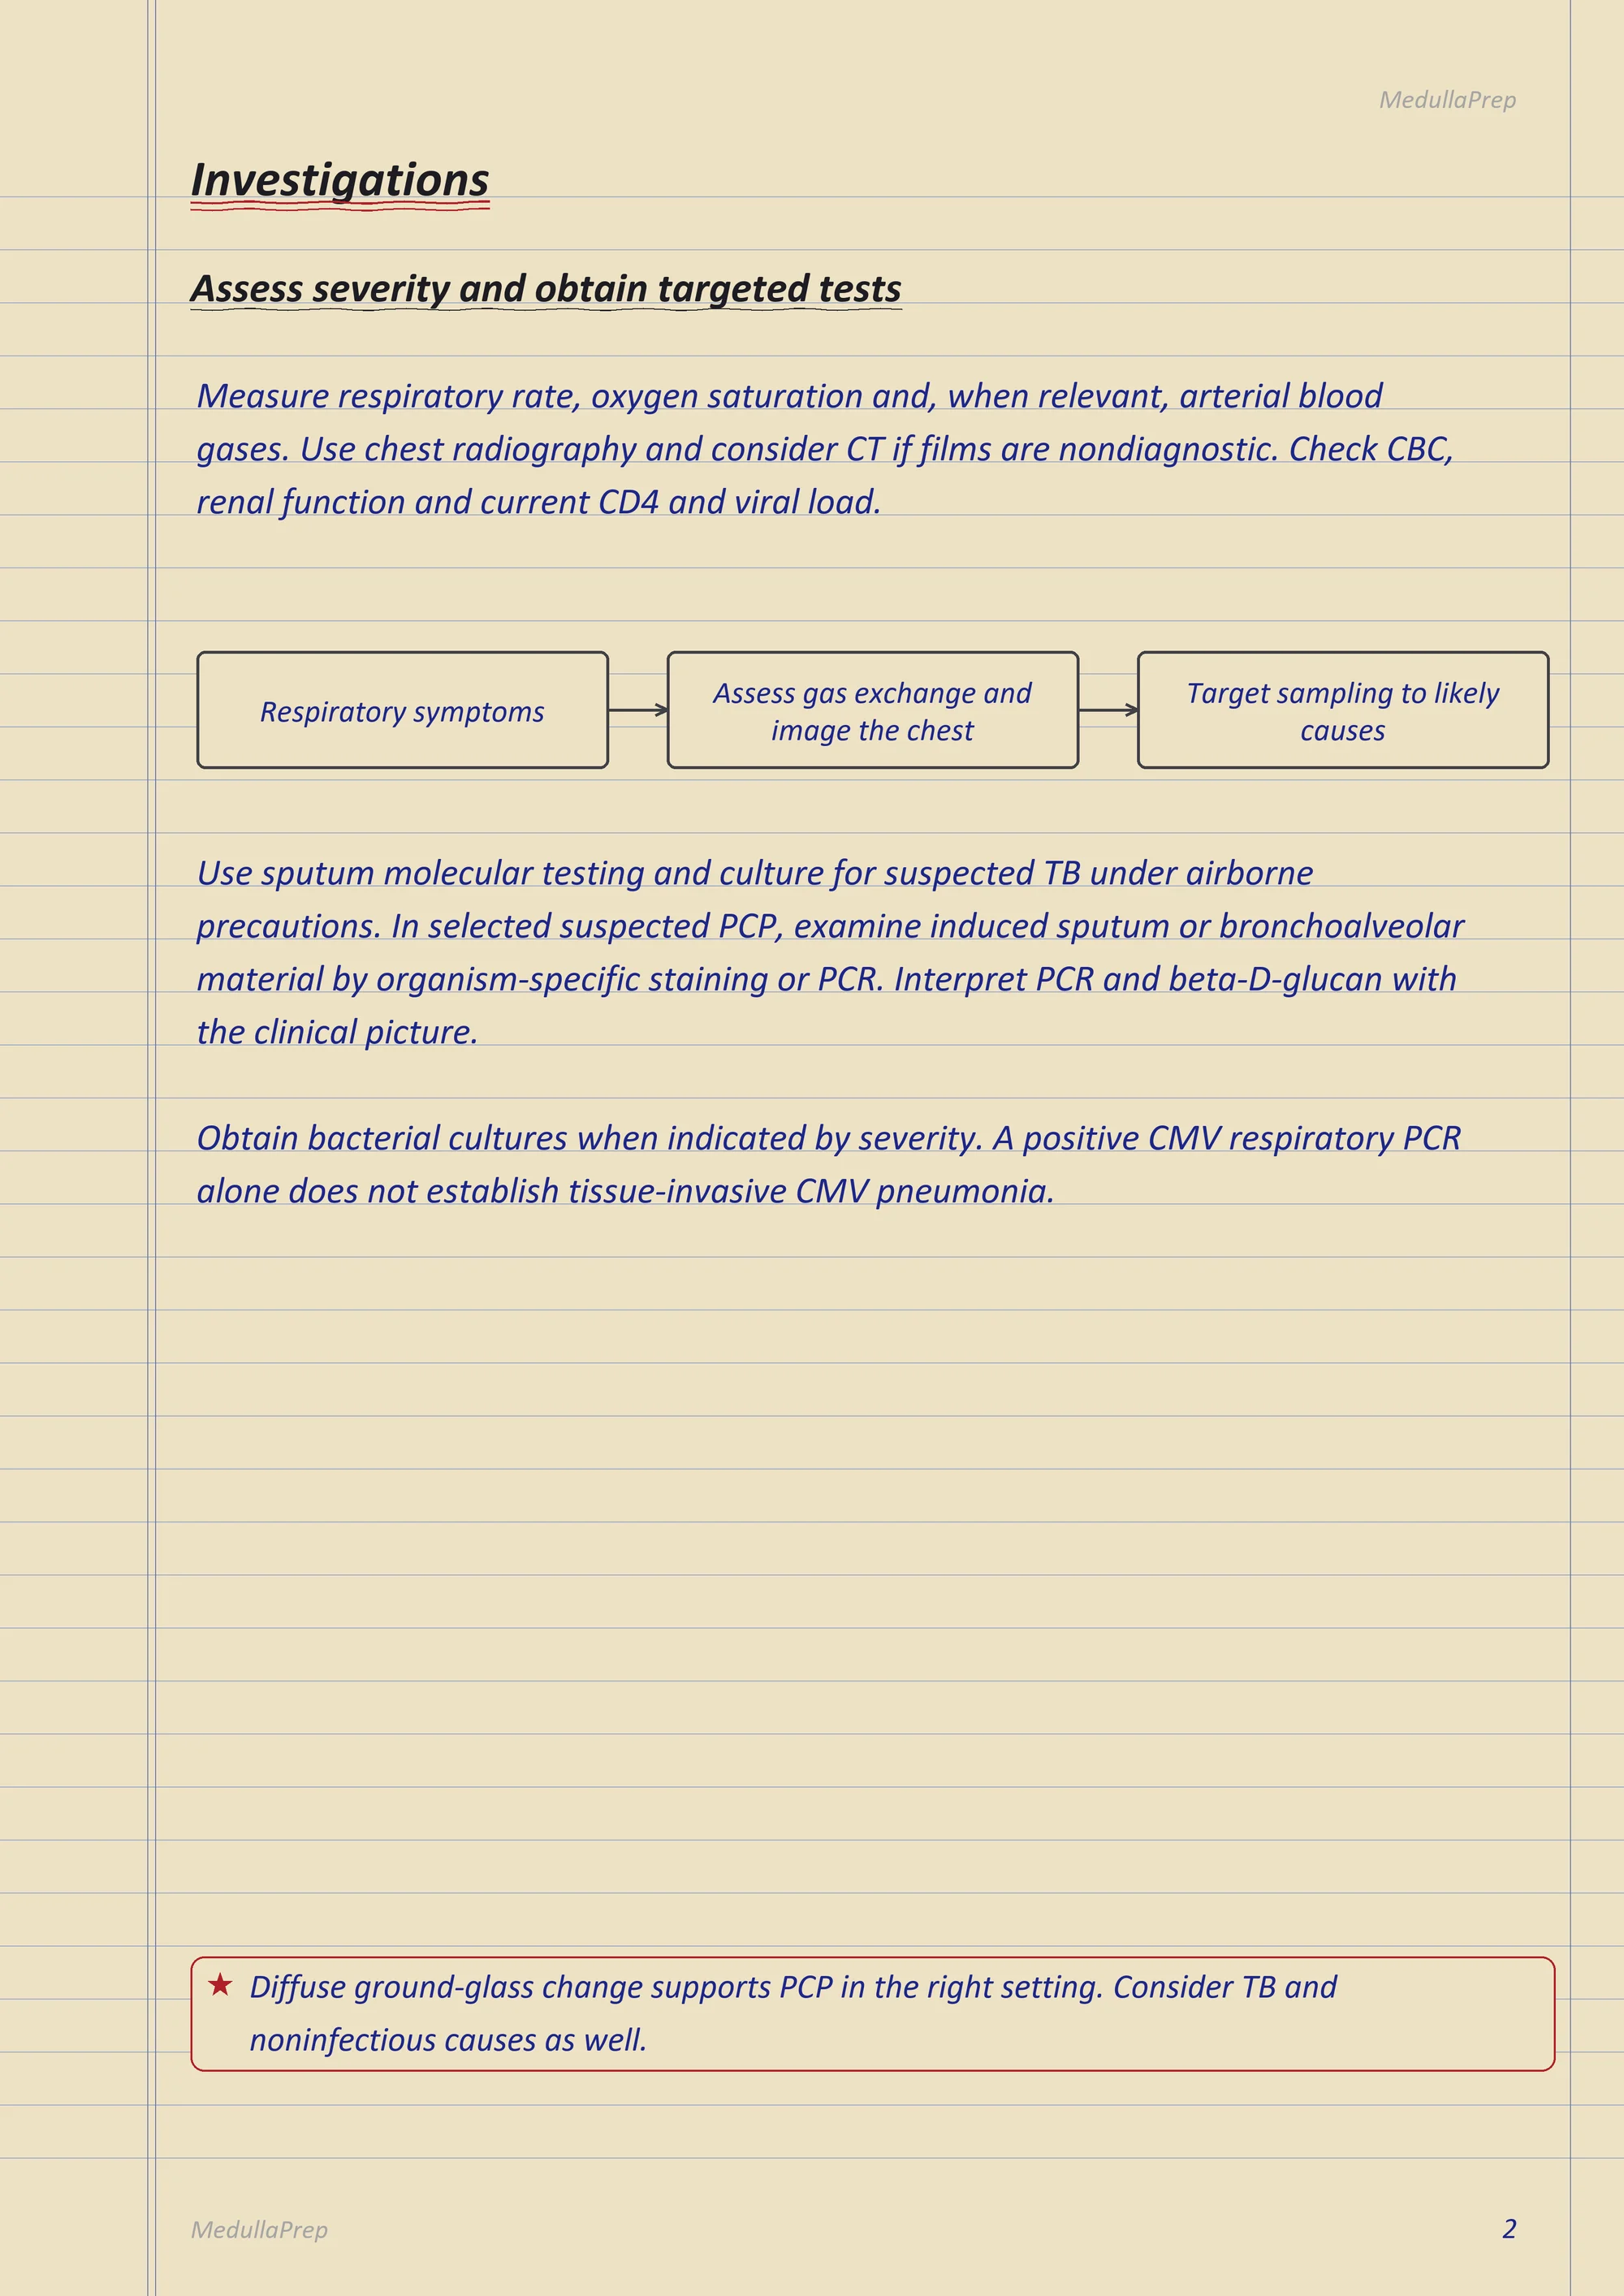 MedullaPrep
Investigations
Assess severity and obtain targeted tests
Measure respiratory rate, oxygen saturation and, when relevant, arterial blood
gases. Use chest radiography and consider CT if films are nondiagnostic. Check CBC,
renal function and current CD4 and viral load.
Respiratory symptoms
Assess gas exchange and
image the chest
Target sampling to likely
causes
Use sputum molecular testing and culture for suspected TB under airborne
precautions. In selected suspected PCP, examine induced sputum or bronchoalveolar
material by organism-specific staining or PCR. Interpret PCR and beta-D-glucan with
the clinical picture.
Obtain bacterial cultures when indicated by severity. A positive CMV respiratory PCR
alone does not establish tissue-invasive CMV pneumonia.
★ Diffuse ground-glass change supports PCP in the right setting. Consider TB and
noninfectious causes as well.
MedullaPrep
2